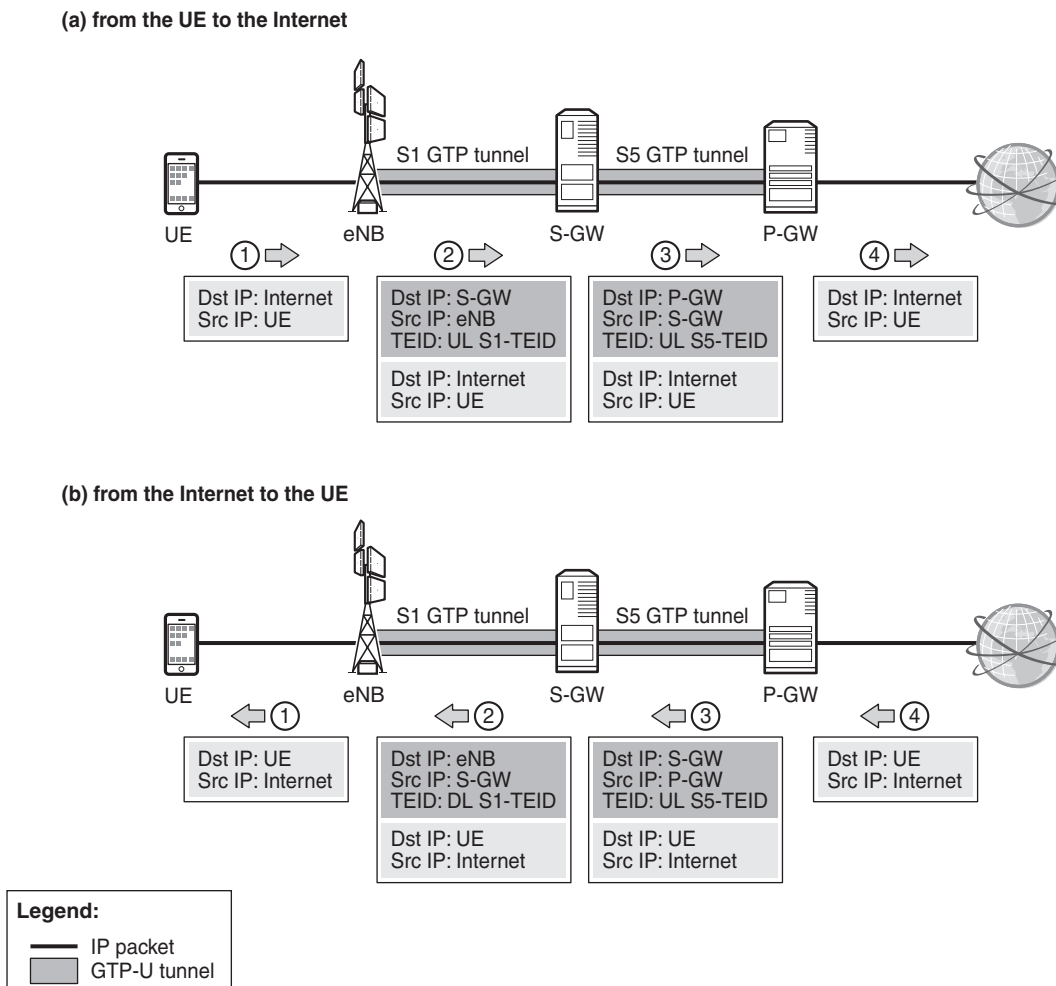 (a) from the UE to the Internet
S1 GTP tunnel
S5 GTP tunnel
UE
eNB
S-GW
P-GW
1
2
3
4
Dst IP: Internet
Src IP: UE
Dst IP: S-GW
Src IP: eNB
TEID: UL S1-TEID
Dst IP: Internet
Src IP: UE
Dst IP: P-GW
Src IP: S-GW
TEID: UL S5-TEID
Dst IP: Internet
Src IP: UE
Dst IP: Internet
Src IP: UE
(b) from the Internet to the UE
S1 GTP tunnel
S5 GTP tunnel
UE
eNB
S-GW
P-GW
1
2
3
4
Dst IP: UE
Src IP: Internet
Dst IP: eNB
Src IP: S-GW
TEID: DL S1-TEID
Dst IP: UE
Src IP: Internet
Dst IP: S-GW
Src IP: P-GW
TEID: UL S5-TEID
Dst IP: UE
Src IP: Internet
Dst IP: UE
Src IP: Internet
Legend:
IP packet
GTP-U tunnel